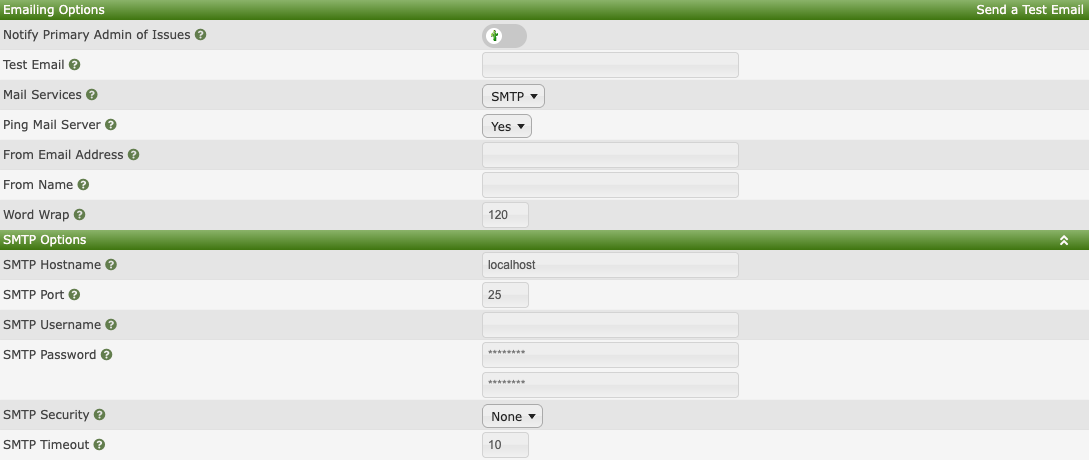 Emailing Options Send a Test Email
Notify Primary Admin of Issues
Test Email
Mail Services SMTP
Ping Mail Server Yes
From Email Address
From Name
Word Wrap 120
SMTP Options
SMTP Hostname localhost
SMTP Port 25
SMTP Username
SMTP Password ********
********
SMTP Security None
SMTP Timeout 10